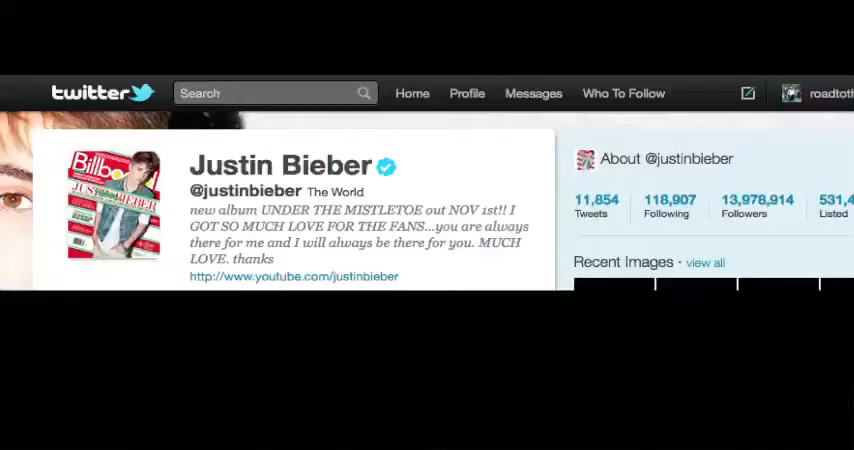 twitter Search Home Profile Messages Who To Follow
Billbo
JUSTIN BIEBER
Justin Bieber
@justinbieber The World
new album UNDER THE MISTLETOE out NOV 1st!! I
GOT SO MUCH LOVE FOR THE FANS...you are always
there for me and I will always be there for you. MUCH
LOVE. thanks
http://www.youtube.com/justinbieber
About @justinbieber
11,854 118,907 13,978,914
Tweets Following Followers Listed
Recent Images · view all